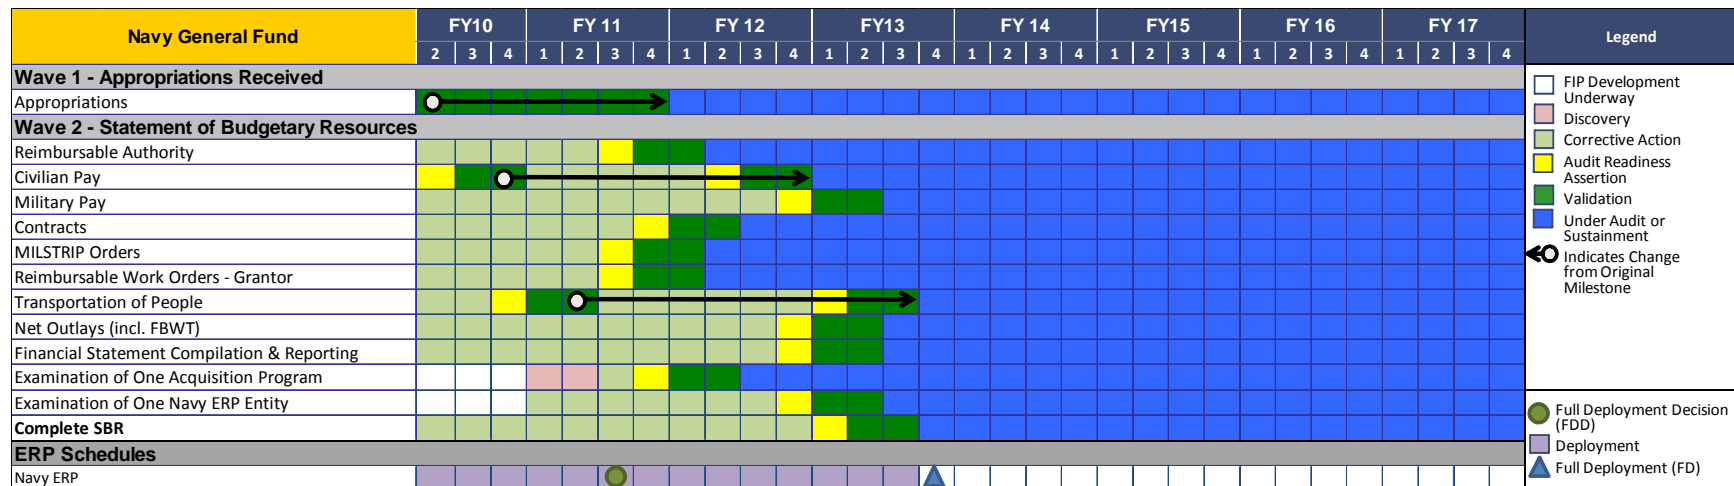 Navy General Fund
FY10 FY 11 FY 12 FY13 FY 14 FY15 FY 16 FY 17
2 3 4 1 2 3 4 1 2 3 4 1 2 3 4 1 2 3 4 1 2 3 4 1 2 3 4 1 2 3 4
Wave 1 - Appropriations Received
Appropriations
Wave 2 - Statement of Budgetary Resources
Reimbursable Authority
Civilian Pay
Military Pay
Contracts
MILSTRIP Orders
Reimbursable Work Orders - Grantor
Transportation of People
Net Outlays (incl. FBWT)
Financial Statement Compilation & Reporting
Examination of One Acquisition Program
Examination of One Navy ERP Entity
Complete SBR
ERP Schedules
Navy ERP
Legend
FIP Development
Underway
Discovery
Corrective Action
Audit Readiness
Assertion
Validation
Under Audit or
Sustainment
Indicates Change
from Original
Milestone
Full Deployment Decision
(FDD)
Deployment
Full Deployment (FD)